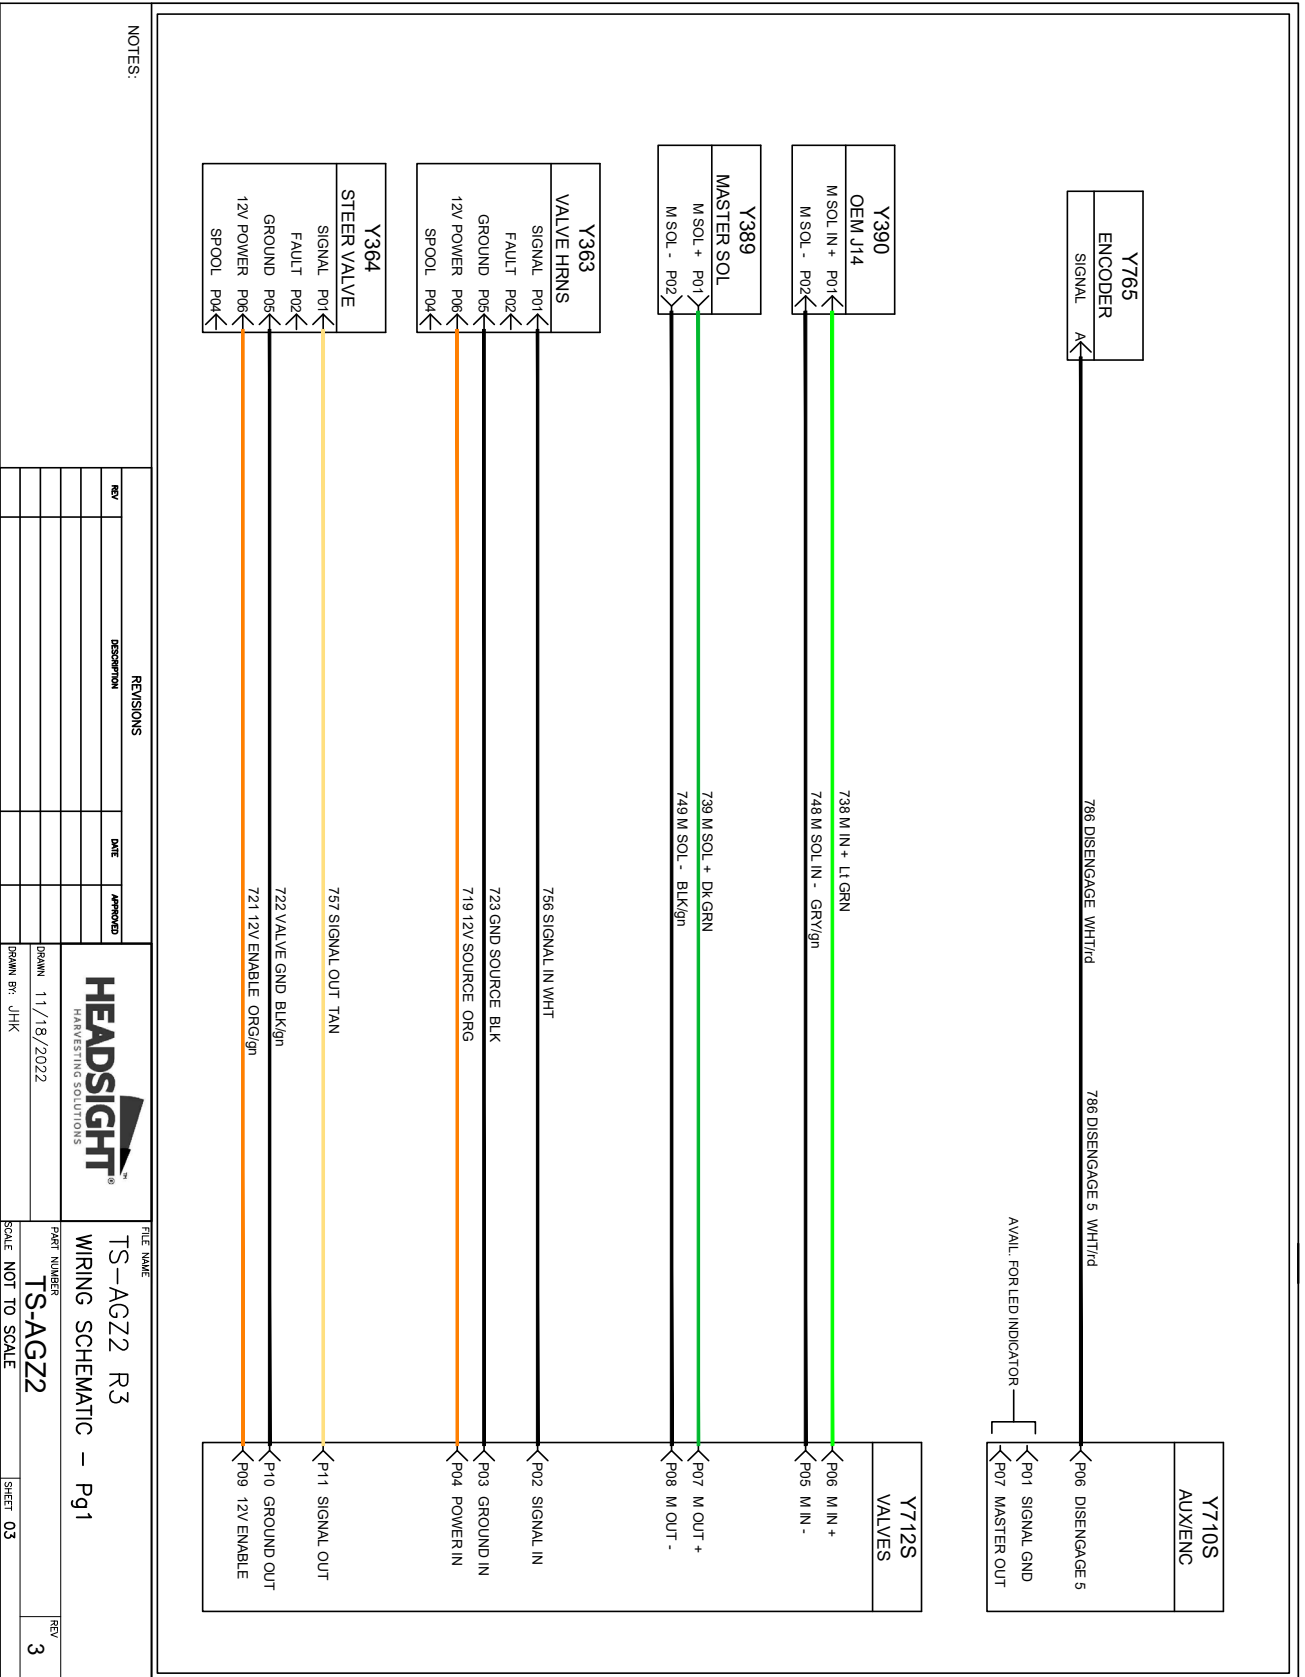 Y765
ENCODER
SIGNAL A
786 DISENGAGE WHT/rd
786 DISENGAGE 5 WHT/rd
Y710S
AUX/ENC
P06 DISENGAGE 5
P01 SIGNAL GND
P07 MASTER OUT
AVAIL. FOR LED INDICATOR
Y390
OEM J14
M SOL IN + P01
M SOL - P02
738 M IN + Lt GRN
748 M SOL IN - GRY/gn
Y389
MASTER SOL
M SOL + P01
M SOL - P02
739 M SOL + Dk GRN
749 M SOL - BLK/gn
Y363
VALVE HRNS
SIGNAL P01
FAULT P02
GROUND P05
12V POWER P06
SPOOL P04
756 SIGNAL IN WHT
723 GND SOURCE BLK
719 12V SOURCE ORG
Y364
STEER VALVE
SIGNAL P01
FAULT P02
GROUND P05
12V POWER P06
SPOOL P04
757 SIGNAL OUT TAN
722 VALVE GND BLK/gn
721 12V ENABLE ORG/gn
Y712S
VALVES
P06 M IN +
P05 M IN -
P07 M OUT +
P08 M OUT -
P02 SIGNAL IN
P03 GROUND IN
P04 POWER IN
P11 SIGNAL OUT
P10 GROUND OUT
P09 12V ENABLE
NOTES:
REVISIONS
REV DESCRIPTION DATE APPROVED
HEADSIGHT®
™
HARVESTING SOLUTIONS
DRAWN 11/18/2022
DRAWN BY: JHK
FILE NAME
TS-AGZ2 R3
WIRING SCHEMATIC - Pg1
PART NUMBER
TS-AGZ2
REV
3
SCALE NOT TO SCALE
SHEET 03